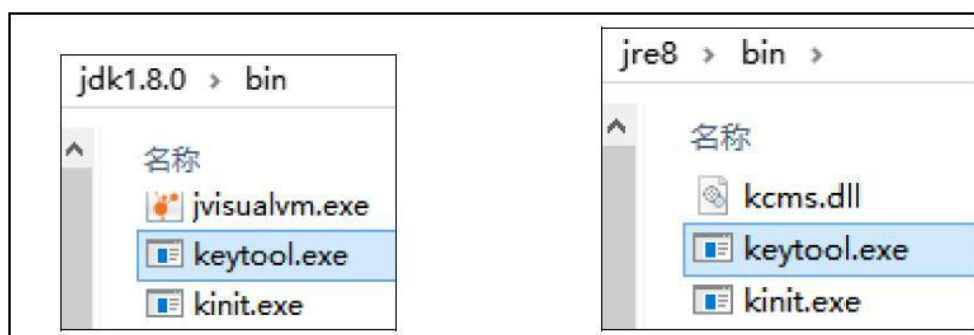 jdk1.8.0 > bin
名称
jvisualvm.exe
keytool.exe
kinit.exe
jre8 > bin >
名称
kcms.dll
keytool.exe
kinit.exe